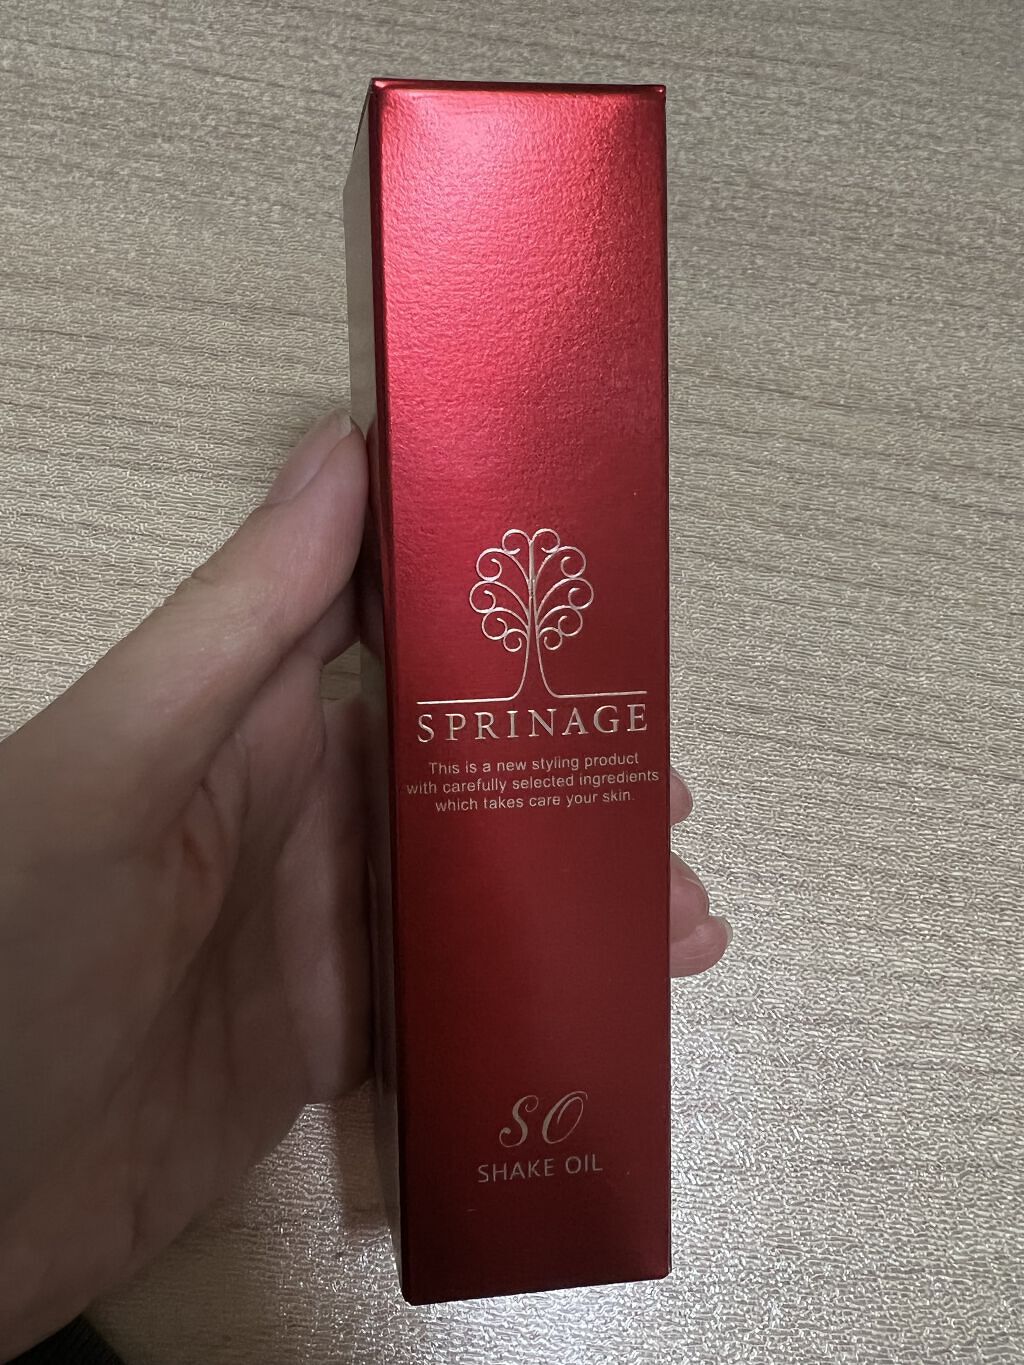 SPRINAGE
This is a new styling product
with carefully selected ingredients
which takes care your skin.
SO
SHAKE OIL